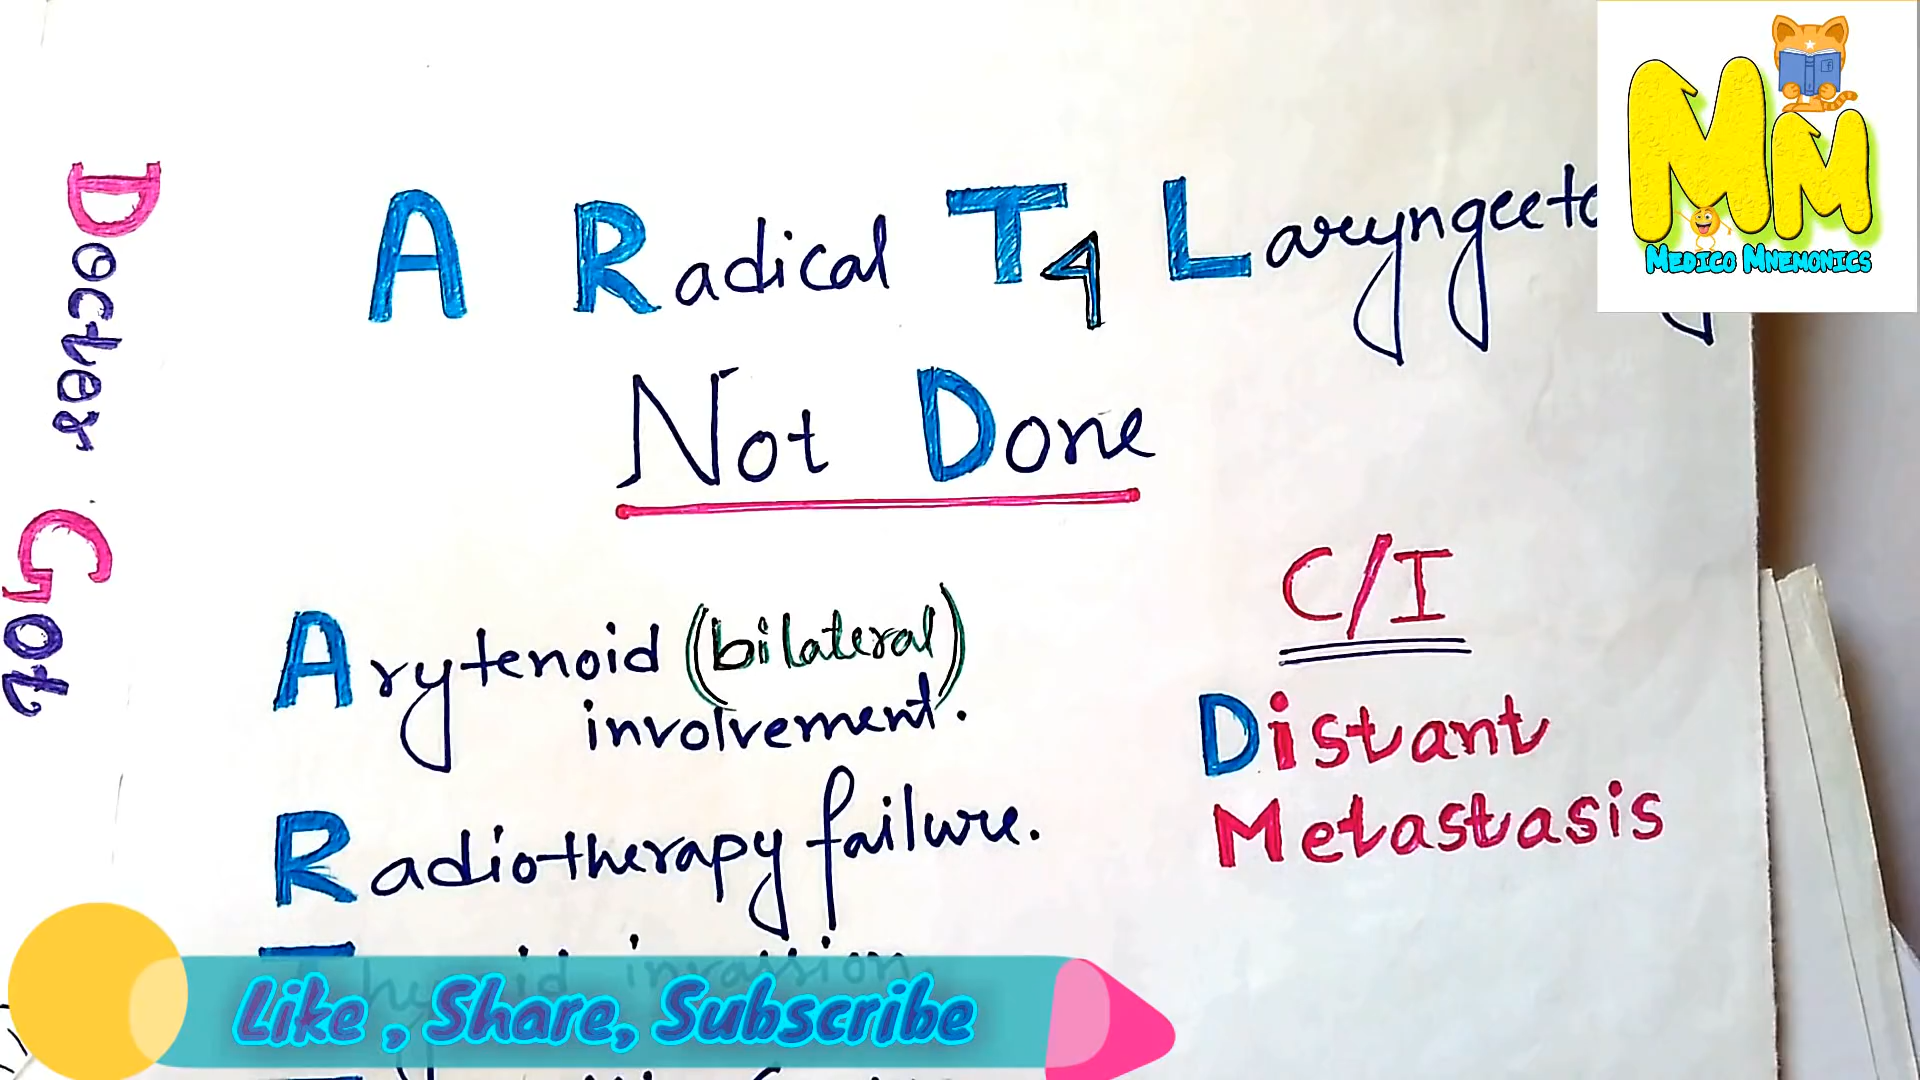 Doctor Got
A Radical T4 Laryngecto
Not Done
Arytenoid (bilateral)
involvement.
Radiotherapy failure.
C/I
Distant
Metastasis
MM
MEDICO MNEMONICS
Like , Share, Subscribe